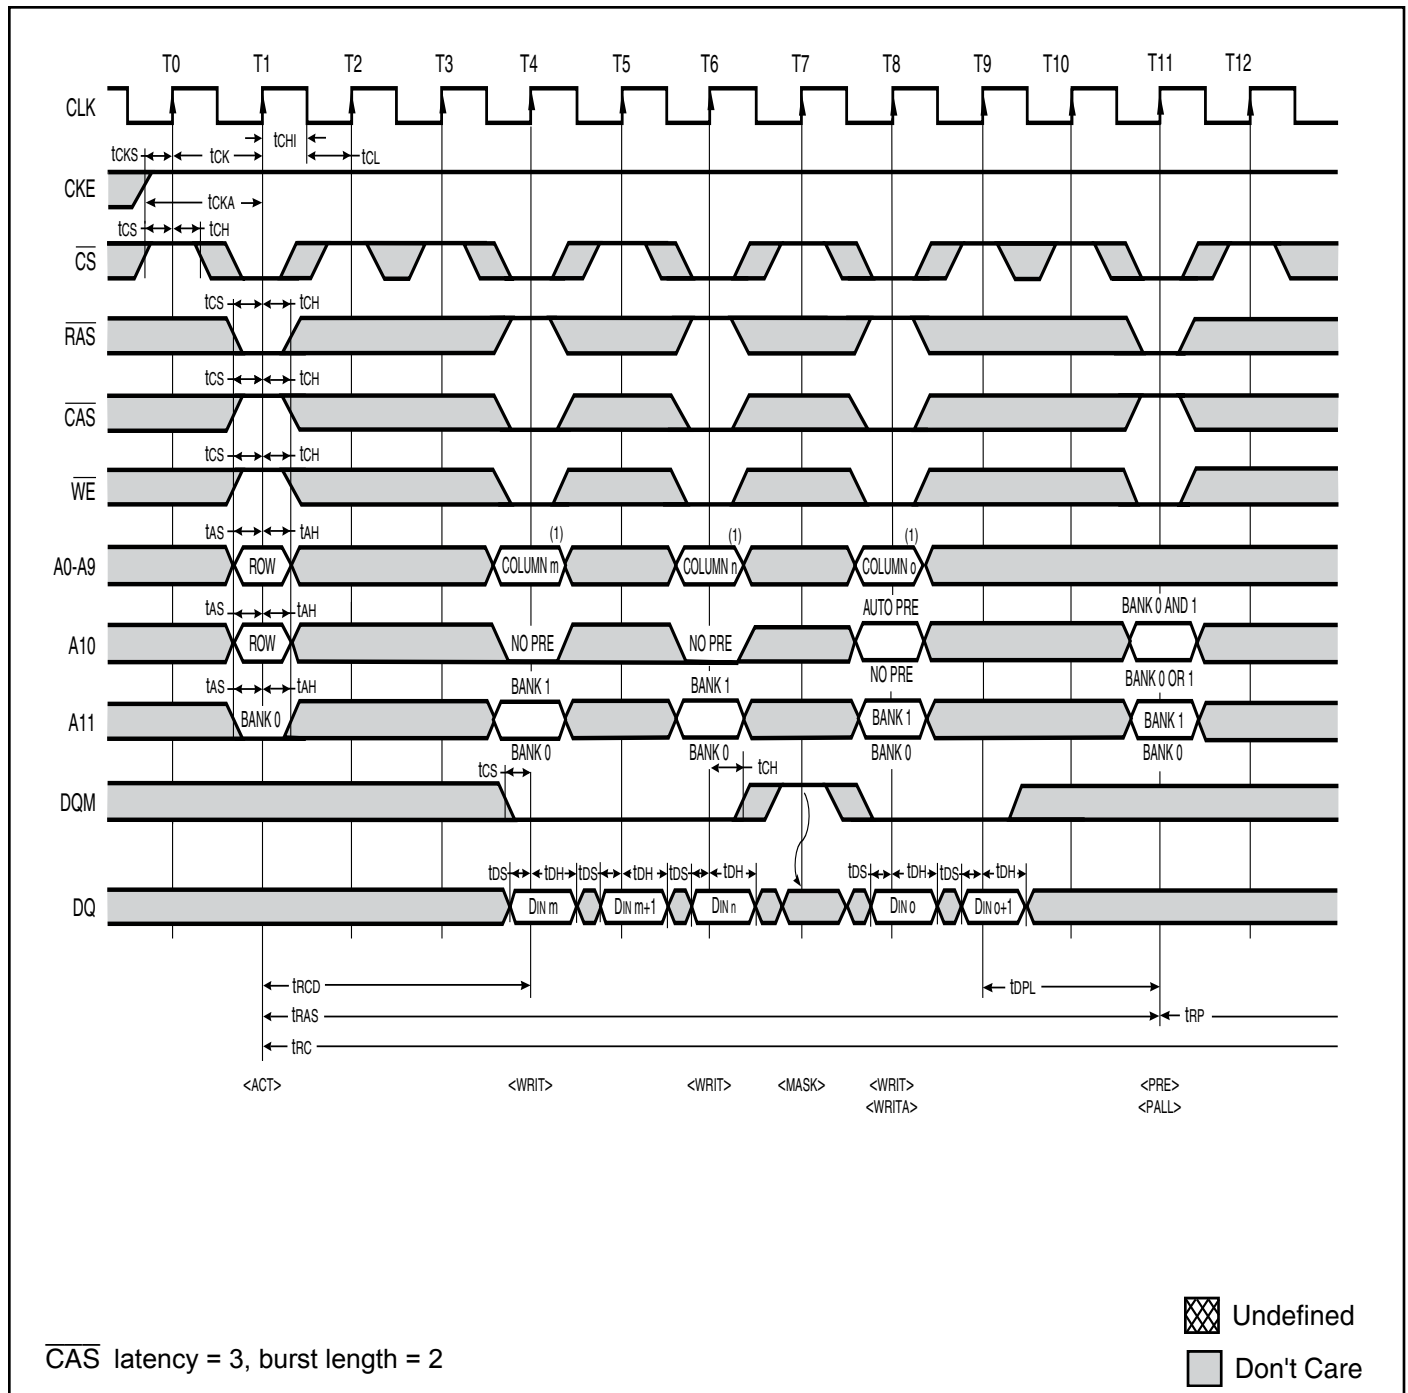 T0 T1 T2 T3 T4 T5 T6 T7 T8 T9 T10 T11 T12
CLK
tCHI
tCKS tCK tCL
CKE
tCKA
tCS tCH
CS
tCS tCH
RAS
tCS tCH
CAS
tCS tCH
WE
tAS tAH (1) (1) (1)
A0-A9 ROW COLUMN m COLUMN n COLUMN o
tAS tAH AUTO PRE BANK 0 AND 1
A10 ROW NO PRE NO PRE
NO PRE BANK 0 OR 1
tAS tAH BANK 1 BANK 1
A11 BANK 0 BANK 1 BANK 1
BANK 0 BANK 0 BANK 0 BANK 0
tCS tCH
DQM
tDS tDH tDS tDH tDS tDH tDS tDH tDS tDH
DQ DIN m DIN m+1 DIN n DIN o DIN o+1
tRCD tDPL
tRAS tRP
tRC
<ACT> <WRIT> <WRIT> <MASK> <WRIT> <PRE>
<WRITA> <PALL>
Undefined
CAS latency = 3, burst length = 2
Don't Care